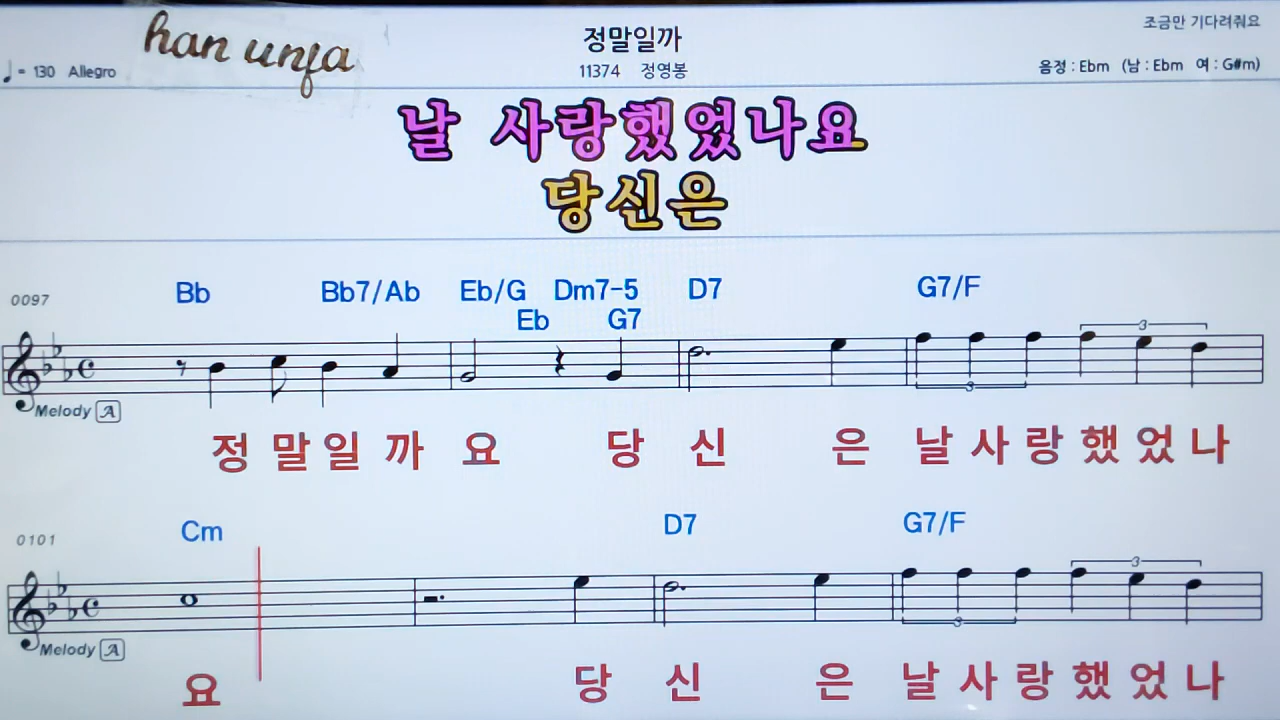 han unja
정말일까
조금만 기다려줘요
♩= 130 Allegro
11374 정영봉
음정 : Ebm (남 : Ebm 여 : G#m)
날 사랑했었나요
당신은
0097
Bb Bb7/Ab Eb/G Dm7-5 D7 G7/F
Eb G7
3
3
Melody A
정 말 일 까 요 당 신 은 날 사 랑 했 었 나
0101
Cm D7 G7/F
3
3
Melody A
요 당 신 은 날 사 랑 했 었 나